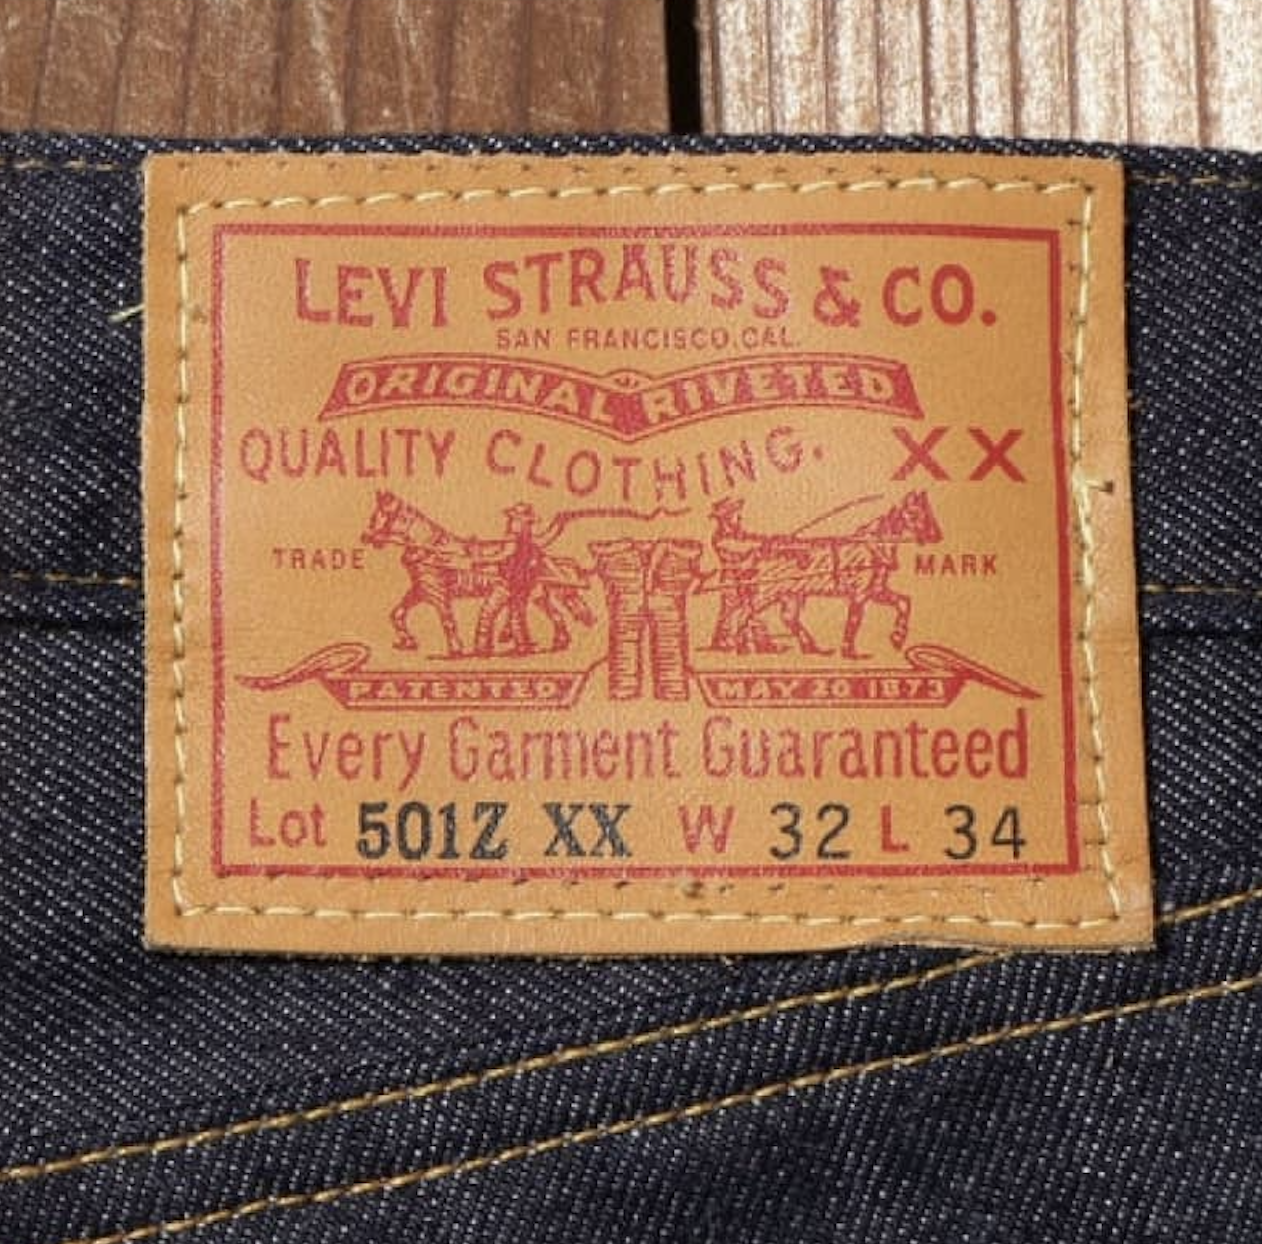 LEVI STRAUSS & CO.
SAN FRANCISCO, CAL.
ORIGINAL RIVETED
QUALITY CLOTHING. XX
TRADE MARK
PATENTED MAY 20 1873
Every Garment Guaranteed
Lot 501Z XX W 32 L 34